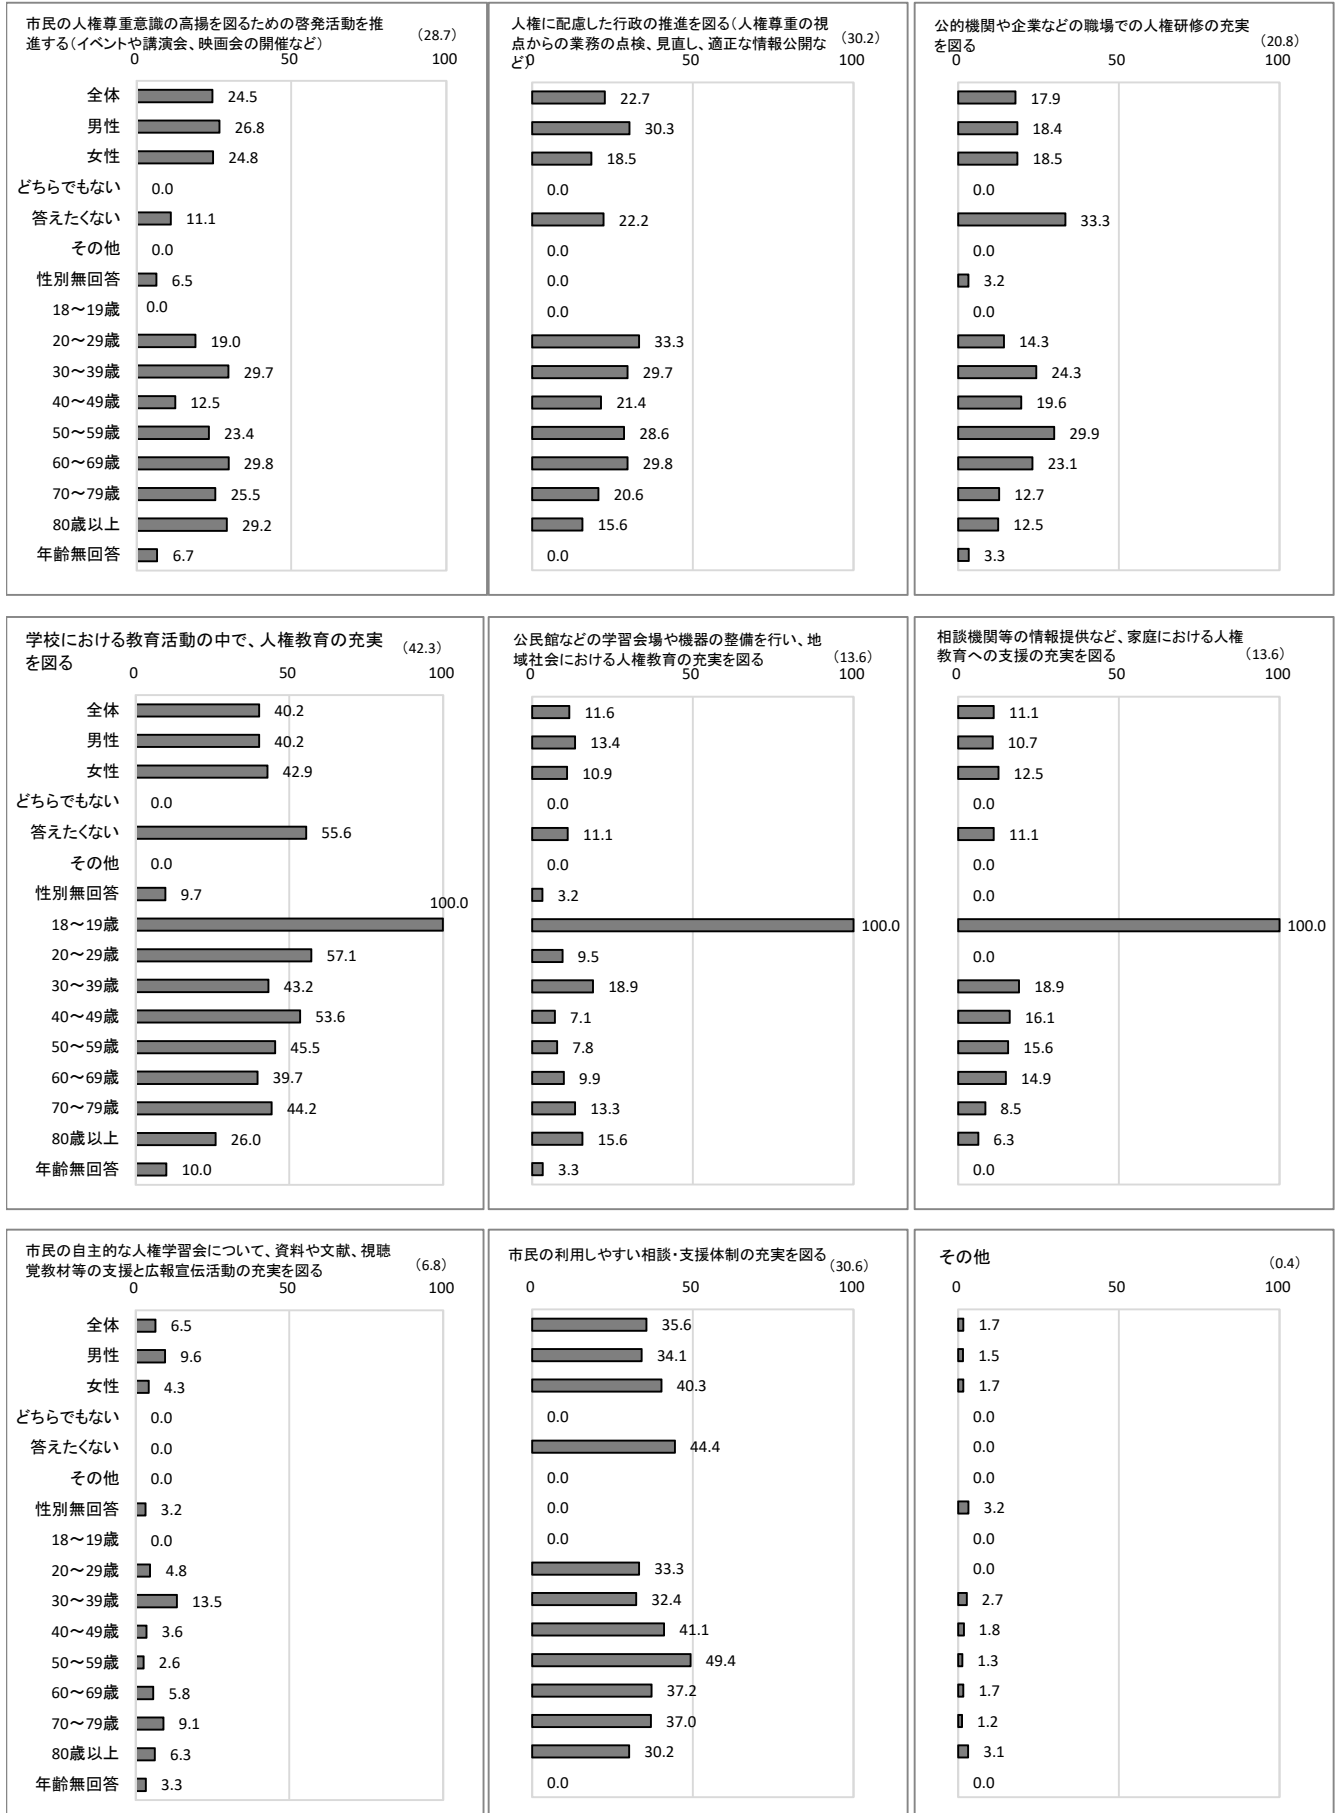 市民の人権尊重意識の高揚を図るための啓発活動を推
進する(イベントや講演会、映画会の開催など)
(28.7)
0 50 100
全体 24.5
男性 26.8
女性 24.8
どちらでもない 0.0
答えたくない 11.1
その他 0.0
性別無回答 6.5
18～19歳 0.0
20～29歳 19.0
30～39歳 29.7
40～49歳 12.5
50～59歳 23.4
60～69歳 29.8
70～79歳 25.5
80歳以上 29.2
年齢無回答 6.7
人権に配慮した行政の推進を図る(人権尊重の視
点からの業務の点検、見直し、適正な情報公開な
ど)
(30.2)
0 50 100
22.7
30.3
18.5
0.0
22.2
0.0
0.0
0.0
33.3
29.7
21.4
28.6
29.8
20.6
15.6
0.0
公的機関や企業などの職場での人権研修の充実
を図る
(20.8)
0 50 100
17.9
18.4
18.5
0.0
33.3
0.0
3.2
0.0
14.3
24.3
19.6
29.9
23.1
12.7
12.5
3.3
学校における教育活動の中で、人権教育の充実
を図る
(42.3)
0 50 100
全体 40.2
男性 40.2
女性 42.9
どちらでもない 0.0
答えたくない 55.6
その他 0.0
性別無回答 9.7
18～19歳 100.0
20～29歳 57.1
30～39歳 43.2
40～49歳 53.6
50～59歳 45.5
60～69歳 39.7
70～79歳 44.2
80歳以上 26.0
年齢無回答 10.0
公民館などの学習会場や機器の整備を行い、地
域社会における人権教育の充実を図る
(13.6)
0 50 100
11.6
13.4
10.9
0.0
11.1
0.0
3.2
100.0
9.5
18.9
7.1
7.8
9.9
13.3
15.6
3.3
相談機関等の情報提供など、家庭における人権
教育への支援の充実を図る
(13.6)
0 50 100
11.1
10.7
12.5
0.0
11.1
0.0
0.0
100.0
0.0
18.9
16.1
15.6
14.9
8.5
6.3
0.0
市民の自主的な人権学習会について、資料や文献、視聴
覚教材等の支援と広報宣伝活動の充実を図る
(6.8)
0 50 100
全体 6.5
男性 9.6
女性 4.3
どちらでもない 0.0
答えたくない 0.0
その他 0.0
性別無回答 3.2
18～19歳 0.0
20～29歳 4.8
30～39歳 13.5
40～49歳 3.6
50～59歳 2.6
60～69歳 5.8
70～79歳 9.1
80歳以上 6.3
年齢無回答 3.3
市民の利用しやすい相談・支援体制の充実を図る
(30.6)
0 50 100
35.6
34.1
40.3
0.0
44.4
0.0
0.0
0.0
33.3
32.4
41.1
49.4
37.2
37.0
30.2
0.0
その他
(0.4)
0 50 100
1.7
1.5
1.7
0.0
0.0
0.0
3.2
0.0
0.0
2.7
1.8
1.3
1.7
1.2
3.1
0.0